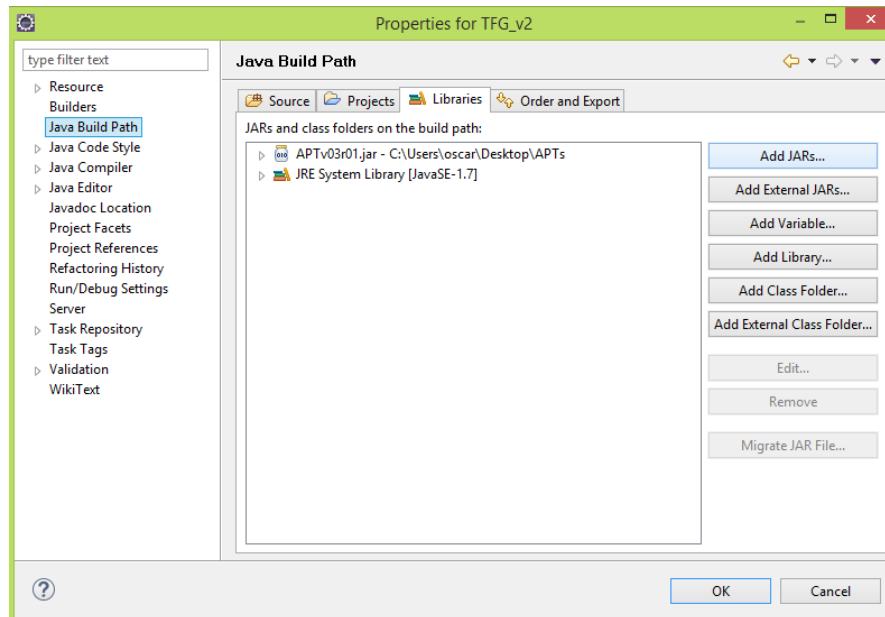 Properties for TFG_v2
type filter text
Resource
Builders
Java Build Path
Java Code Style
Java Compiler
Java Editor
Javadoc Location
Project Facets
Project References
Refactoring History
Run/Debug Settings
Server
Task Repository
Task Tags
Validation
WikiText
Java Build Path
Source Projects Libraries Order and Export
JARs and class folders on the build path:
APTv03r01.jar - C:\Users\oscar\Desktop\APTs
JRE System Library [JavaSE-1.7]
Add JARs...
Add External JARs...
Add Variable...
Add Library...
Add Class Folder...
Add External Class Folder...
Edit...
Remove
Migrate JAR File...
OK Cancel